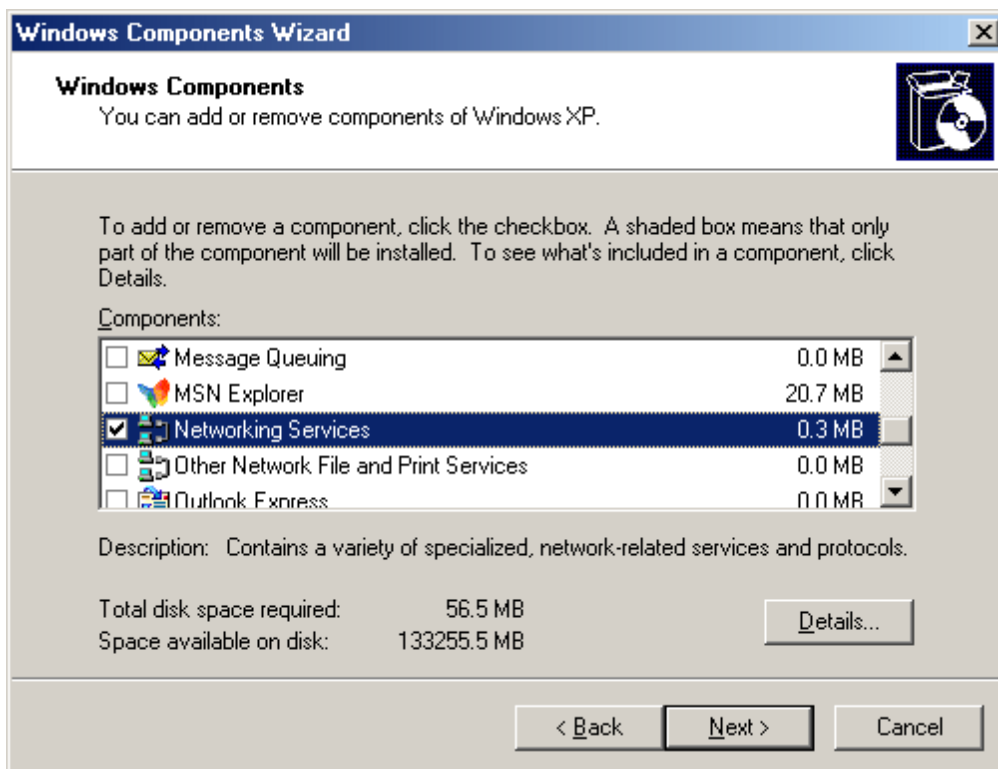 Windows Components Wizard
Windows Components
You can add or remove components of Windows XP.
To add or remove a component, click the checkbox. A shaded box means that only
part of the component will be installed. To see what's included in a component, click
Details.
Components:
Message Queuing 0.0 MB
MSN Explorer 20.7 MB
Networking Services 0.3 MB
Other Network File and Print Services 0.0 MB
Outlook Express 0.0 MB
Description: Contains a variety of specialized, network-related services and protocols.
Total disk space required: 56.5 MB
Space available on disk: 133255.5 MB
Details...
< Back Next > Cancel